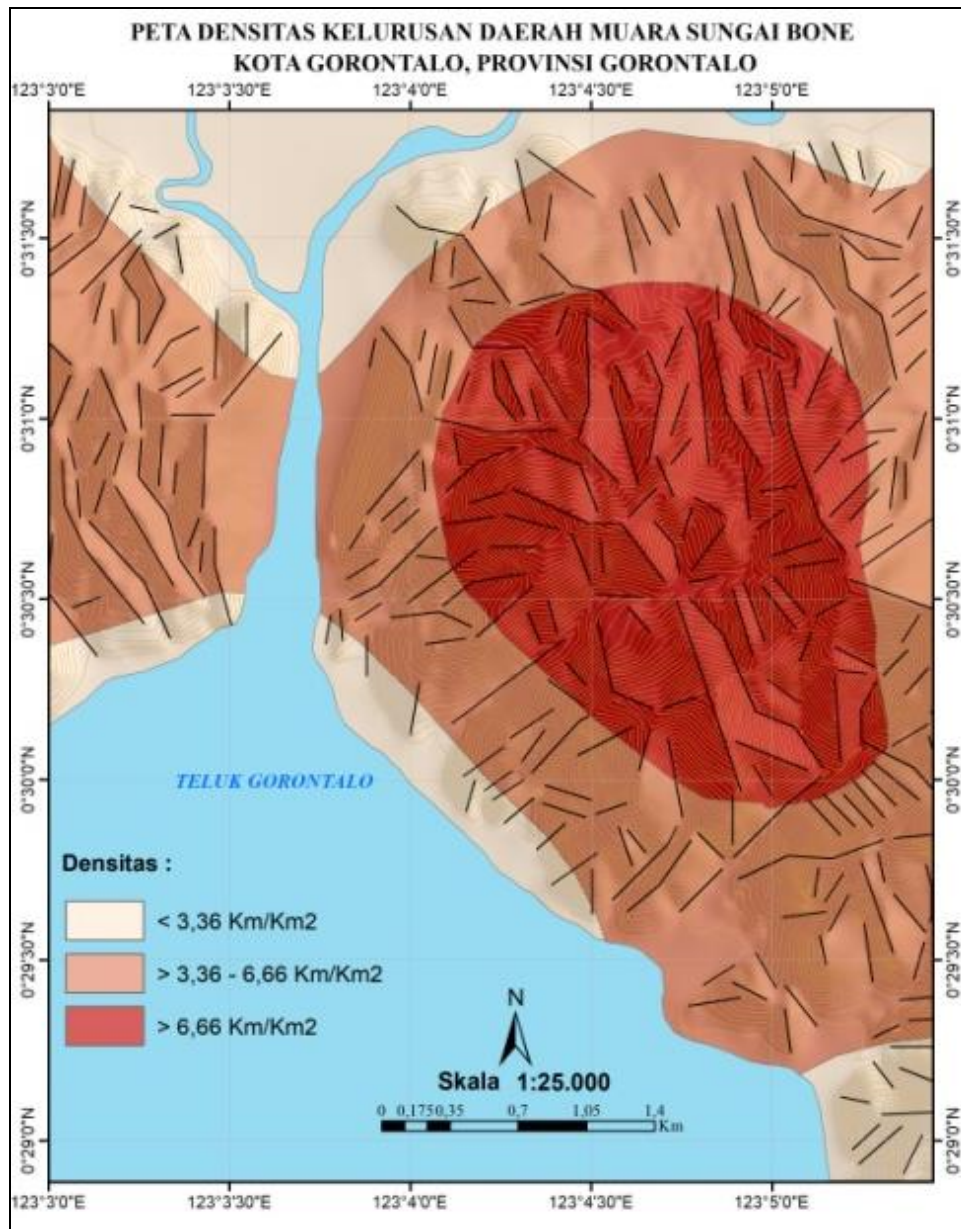 PETA DENSITAS KELURUSAN DAERAH MUARA SUNGAI BONE
KOTA GORONTALO, PROVINSI GORONTALO
123°3'0"E 123°3'30"E 123°4'0"E 123°4'30"E 123°5'0"E
0°31'30"N 0°31'30"N
0°31'0"N 0°31'0"N
0°30'30"N 0°30'30"N
0°30'0"N 0°30'0"N
TELUK GORONTALO
Densitas :
< 3,36 Km/Km2
> 3,36 - 6,66 Km/Km2
> 6,66 Km/Km2
0°29'30"N 0°29'30"N
N
Skala 1:25.000
0 0,175 0,35 0,7 1,05 1,4
Km
0°29'0"N 0°29'0"N
123°3'0"E 123°3'30"E 123°4'0"E 123°4'30"E 123°5'0"E